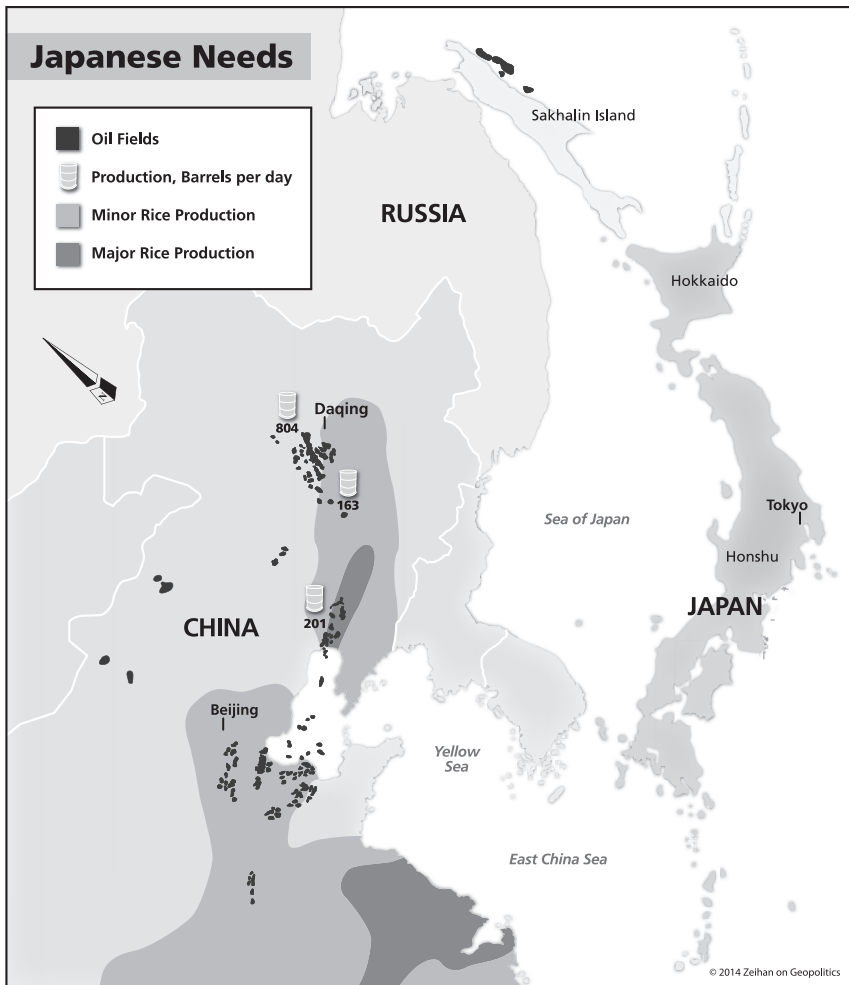 Japanese Needs
Oil Fields
Production, Barrels per day
Minor Rice Production
Major Rice Production
Sakhalin Island
RUSSIA
Hokkaido
N
Daqing
804
163
Sea of Japan
Tokyo
Honshu
JAPAN
201
CHINA
Beijing
Yellow
Sea
East China Sea
© 2014 Zeihan on Geopolitics